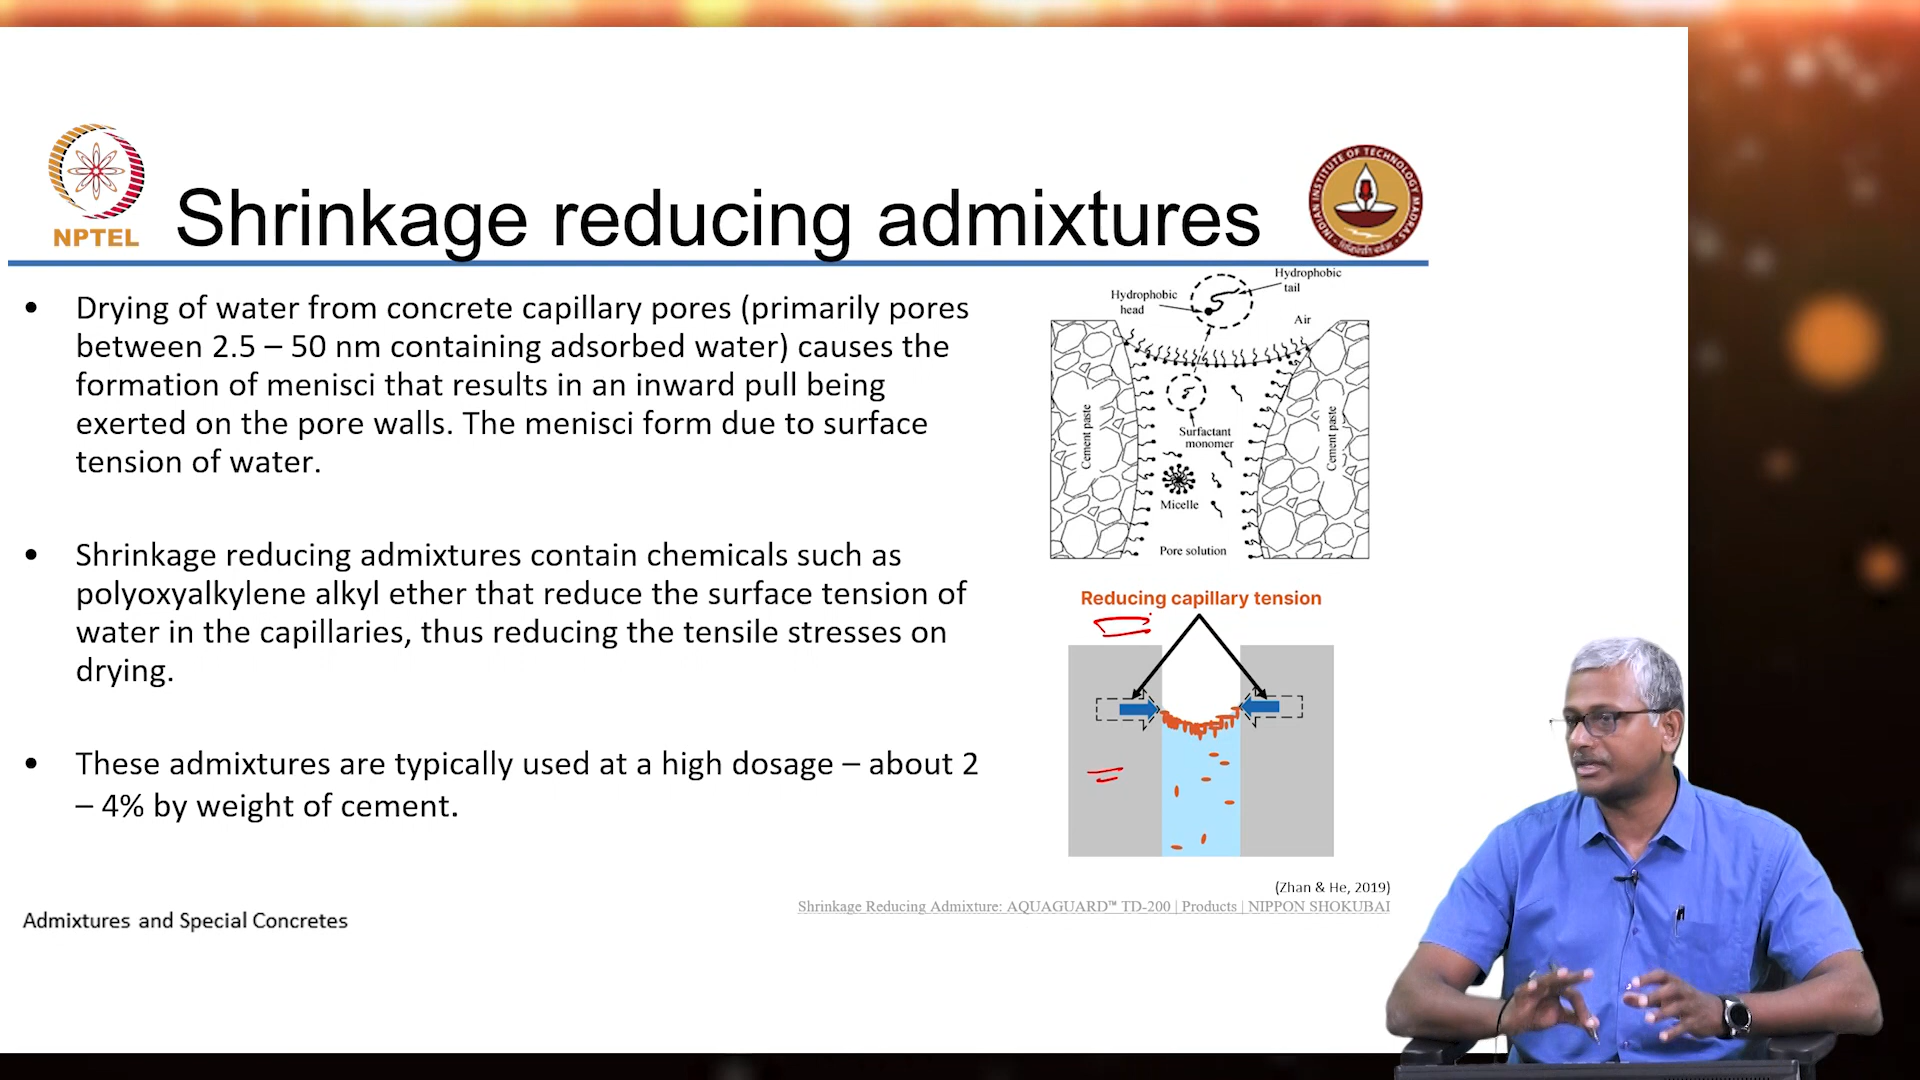 NPTEL
Shrinkage reducing admixtures
INDIAN INSTITUTE OF TECHNOLOGY MADRAS
• Drying of water from concrete capillary pores (primarily pores
between 2.5 – 50 nm containing adsorbed water) causes the
formation of menisci that results in an inward pull being
exerted on the pore walls. The menisci form due to surface
tension of water.
• Shrinkage reducing admixtures contain chemicals such as
polyoxyalkylene alkyl ether that reduce the surface tension of
water in the capillaries, thus reducing the tensile stresses on
drying.
• These admixtures are typically used at a high dosage – about 2
– 4% by weight of cement.
Hydrophobic
tail
Hydrophobic
head
Air
Cement paste
Cement paste
Surfactant
monomer
Micelle
Pore solution
Reducing capillary tension
(Zhan & He, 2019)
Shrinkage Reducing Admixture: AQUAGUARD™ TD-200 | Products | NIPPON SHOKUBAI
Admixtures and Special Concretes